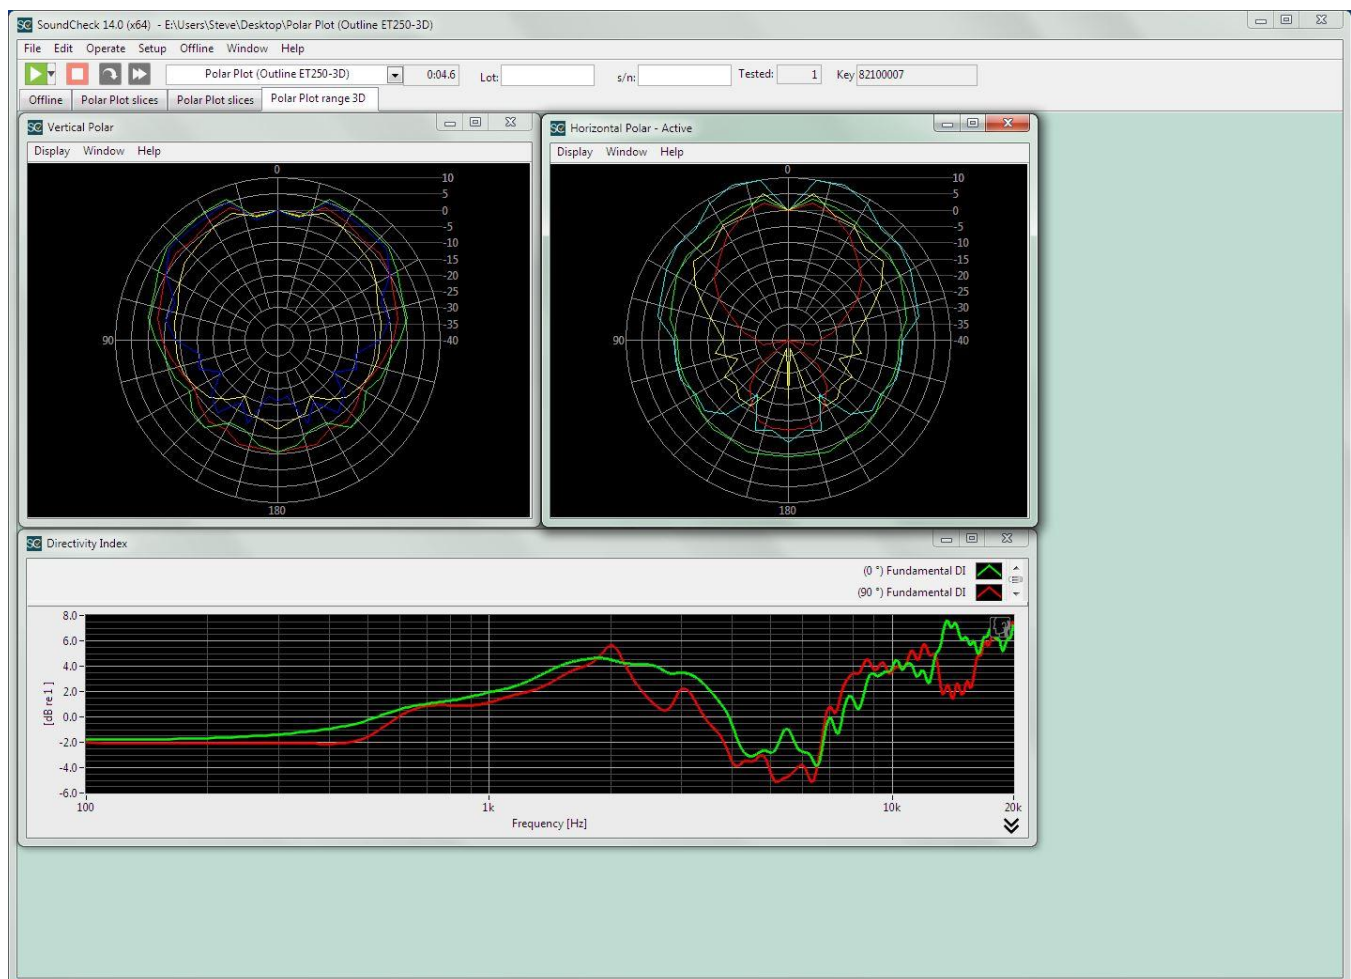 SC SoundCheck 14.0 (x64) - E:\Users\Steve\Desktop\Polar Plot (Outline ET250-3D)
File Edit Operate Setup Offline Window Help
Polar Plot (Outline ET250-3D) 0:04.6 Lot: s/n: Tested: 1 Key 82100007
Offline Polar Plot slices Polar Plot slices Polar Plot range 3D
SC Vertical Polar
Display Window Help
0
10
5
0
-5
-10
-15
-20
-25
-30
-35
90 -40
180
SC Horizontal Polar - Active
Display Window Help
0
10
5
0
-5
-10
-15
-20
-25
-30
-35
90 -40
180
SC Directivity Index
(0 °) Fundamental DI
(90 °) Fundamental DI
8.0
6.0
4.0
2.0
0.0
-2.0
-4.0
-6.0
[dB re 1 ]
100 1k 10k 20k
Frequency [Hz]